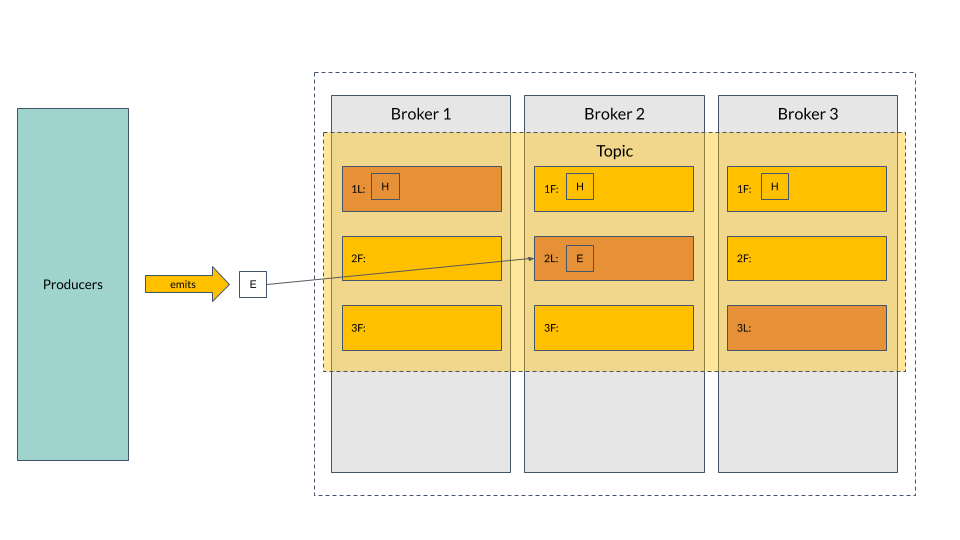 Broker 1
Broker 2
Broker 3
Topic
1L: H
1F: H
1F: H
2F:
2L: E
2F:
Producers
emits
E
3F:
3F:
3L: